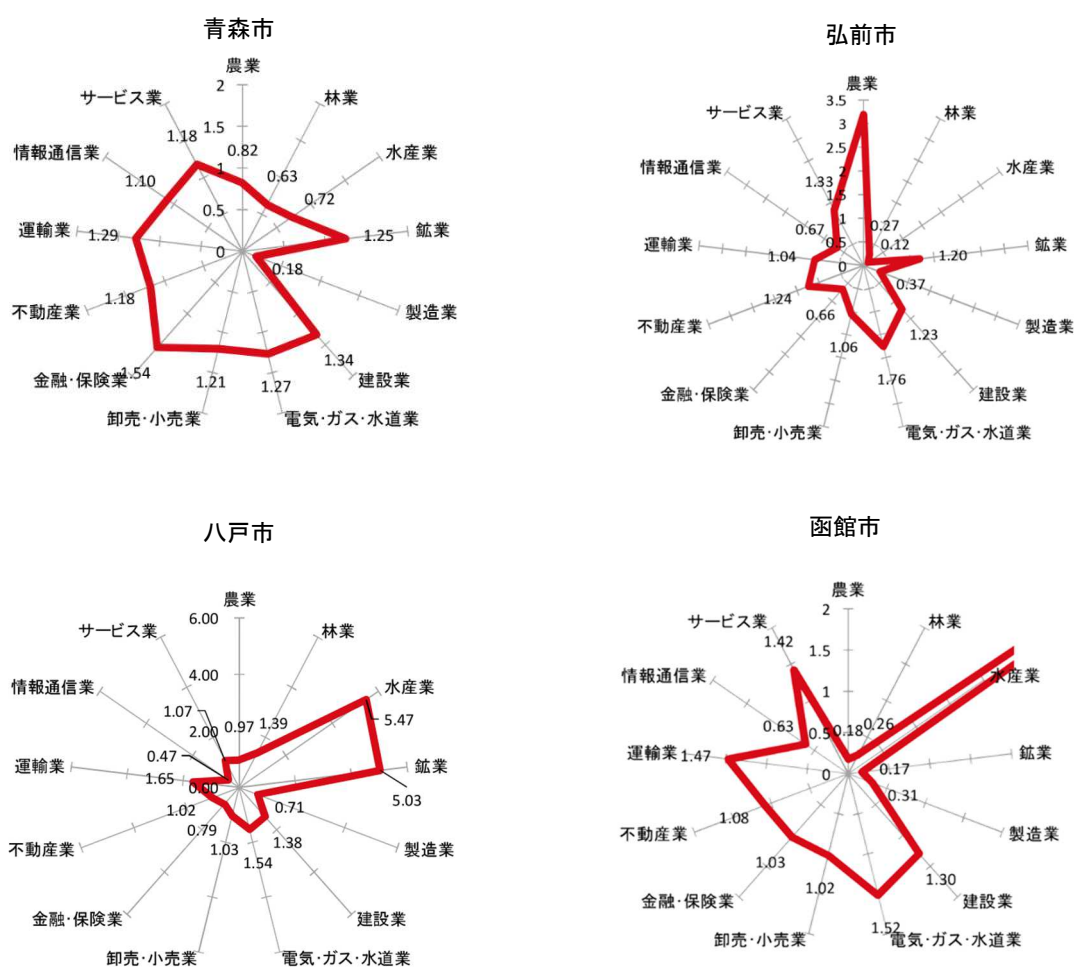 青森市
農業
林業
水産業
鉱業
製造業
建設業
電気・ガス・水道業
卸売・小売業
金融・保険業
不動産業
運輸業
情報通信業
サービス業
2
1.5
1
0.5
0
0.82
0.63
0.72
1.25
0.18
1.34
1.27
1.21
1.54
1.18
1.29
1.10
1.18
弘前市
農業
林業
水産業
鉱業
製造業
建設業
電気・ガス・水道業
卸売・小売業
金融・保険業
不動産業
運輸業
情報通信業
サービス業
3.5
3
2.5
2
1.5
1
0.5
0
0.27
0.12
1.20
0.37
1.23
1.76
1.06
0.66
1.24
1.04
0.67
1.33
八戸市
農業
林業
水産業
鉱業
製造業
建設業
電気・ガス・水道業
卸売・小売業
金融・保険業
不動産業
運輸業
情報通信業
サービス業
6.00
4.00
2.00
0.00
0.97
1.39
5.47
5.03
0.71
1.38
1.54
1.03
0.79
1.02
1.65
0.47
1.07
函館市
農業
林業
水産業
鉱業
製造業
建設業
電気・ガス・水道業
卸売・小売業
金融・保険業
不動産業
運輸業
情報通信業
サービス業
2
1.5
1
0.5
0
0.18
0.26
0.17
0.31
1.30
1.52
1.02
1.03
1.08
1.47
0.63
1.42